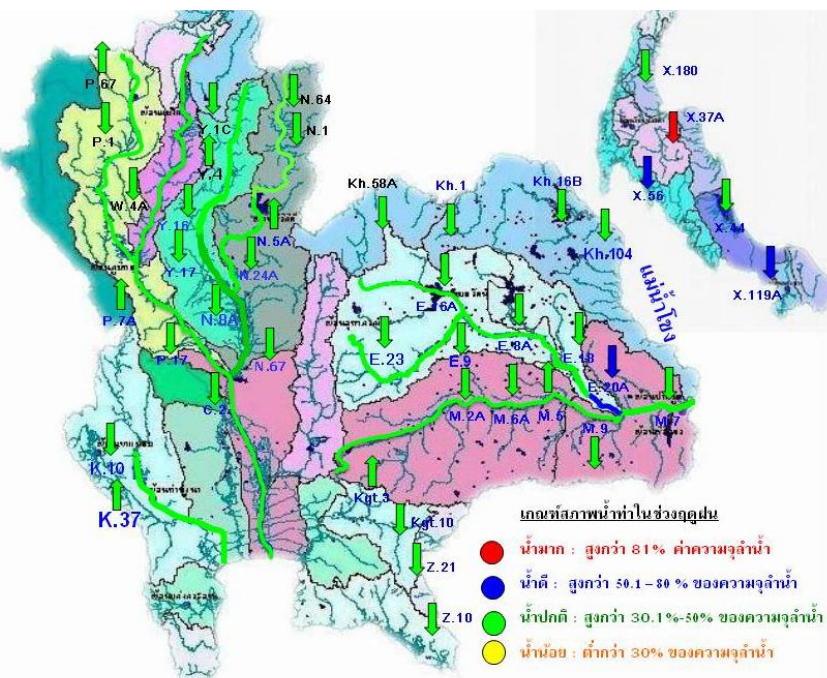 X.180
P.67
N.64
X.37A
Y.1C
N.1
P.1
Y.4
Kh.58A
Kh.1
Kh.16B
W.4A
X.56
Y.16
X.44
N.5A
Kh.104
Y.17
N.24A
แม่น้ำโขง
X.119A
E.16A
P.7A
N.8A
E.8A
P.17
N.67
E.23
E.9
E.18
E.20A
C.2
M.2A
M.6A
M.5
M.9
M.7
K.10
Kgt.3
K.37
Kgt.10
เกณฑ์สภาพน้ำท่าในช่วงฤดูฝน
น้ำมาก : สูงกว่า 81% ค่าความจุลำน้ำ
Z.21
น้ำดี : สูงกว่า 50.1 - 80 % ของความจุลำน้ำ
Z.10
น้ำปกติ : สูงกว่า 30.1%-50% ของความจุลำน้ำ
น้ำน้อย : ต่ำกว่า 30% ของความจุลำน้ำ